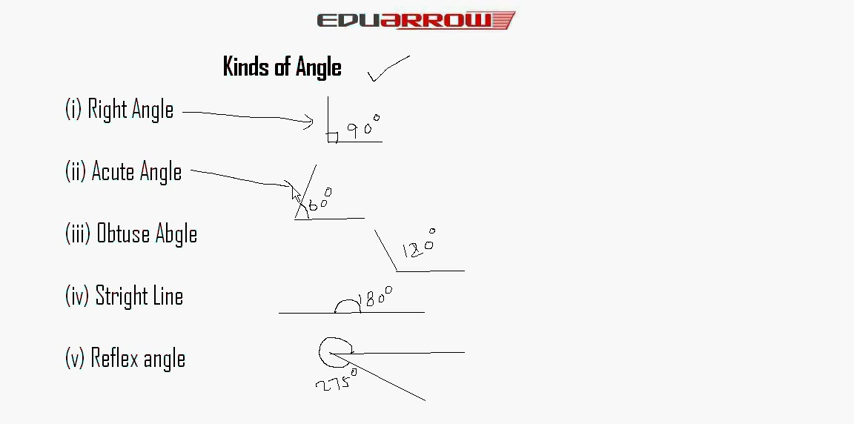 EDUARROW
Kinds of Angle
(i) Right Angle
90°
(ii) Acute Angle
60°
(iii) Obtuse Abgle
120°
(iv) Stright Line
180°
(v) Reflex angle
275°